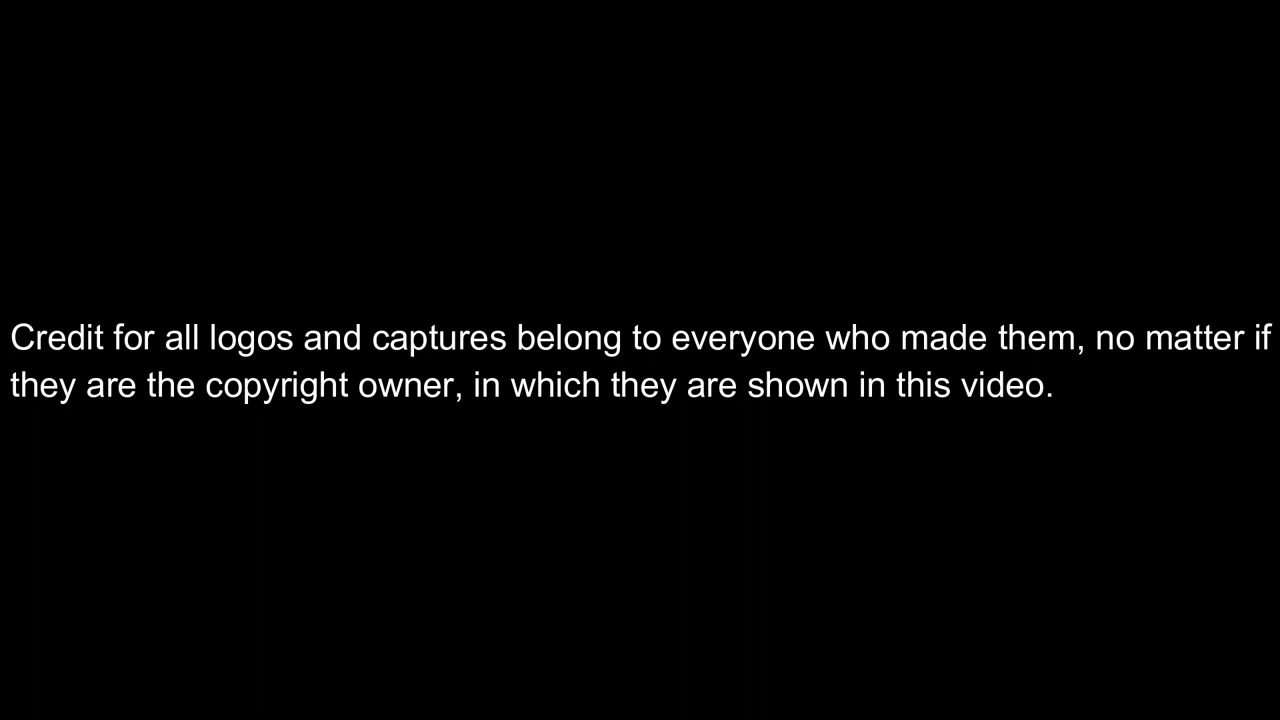 Credit for all logos and captures belong to everyone who made them, no matter if
they are the copyright owner, in which they are shown in this video.